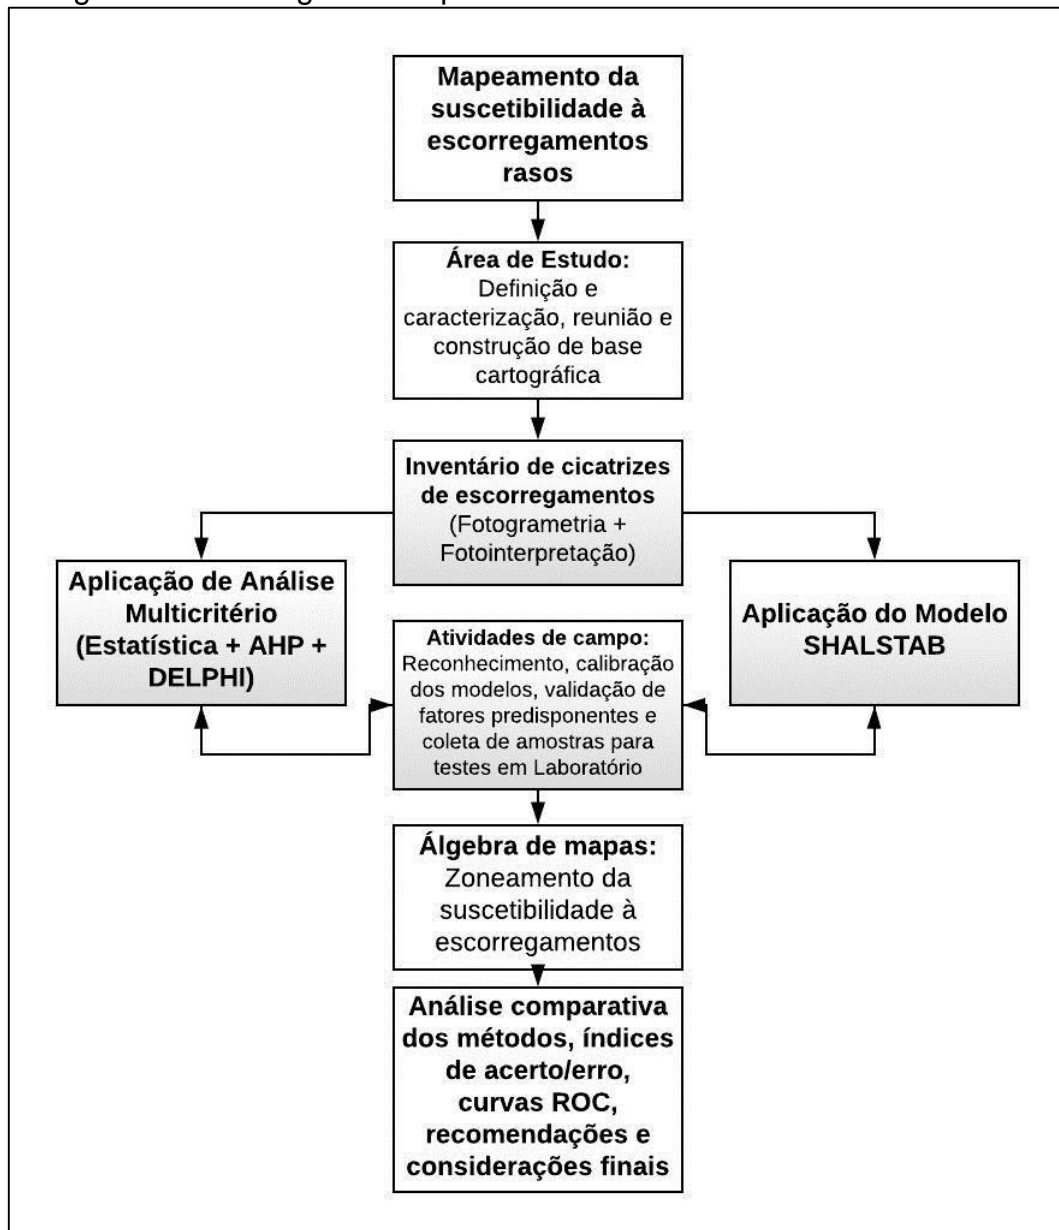 Mapeamento da
suscetibilidade à
escorregamentos
rasos
Área de Estudo:
Definição e
caracterização, reunião e
construção de base
cartográfica
Inventário de cicatrizes
de escorregamentos
(Fotogrametria +
Fotointerpretação)
Aplicação de Análise
Multicritério
(Estatística + AHP +
DELPHI)
Aplicação do Modelo
SHALSTAB
Atividades de campo:
Reconhecimento, calibração
dos modelos, validação de
fatores predisponentes e
coleta de amostras para
testes em Laboratório
Álgebra de mapas:
Zoneamento da
suscetibilidade à
escorregamentos
Análise comparativa
dos métodos, índices
de acerto/erro,
curvas ROC,
recomendações e
considerações finais